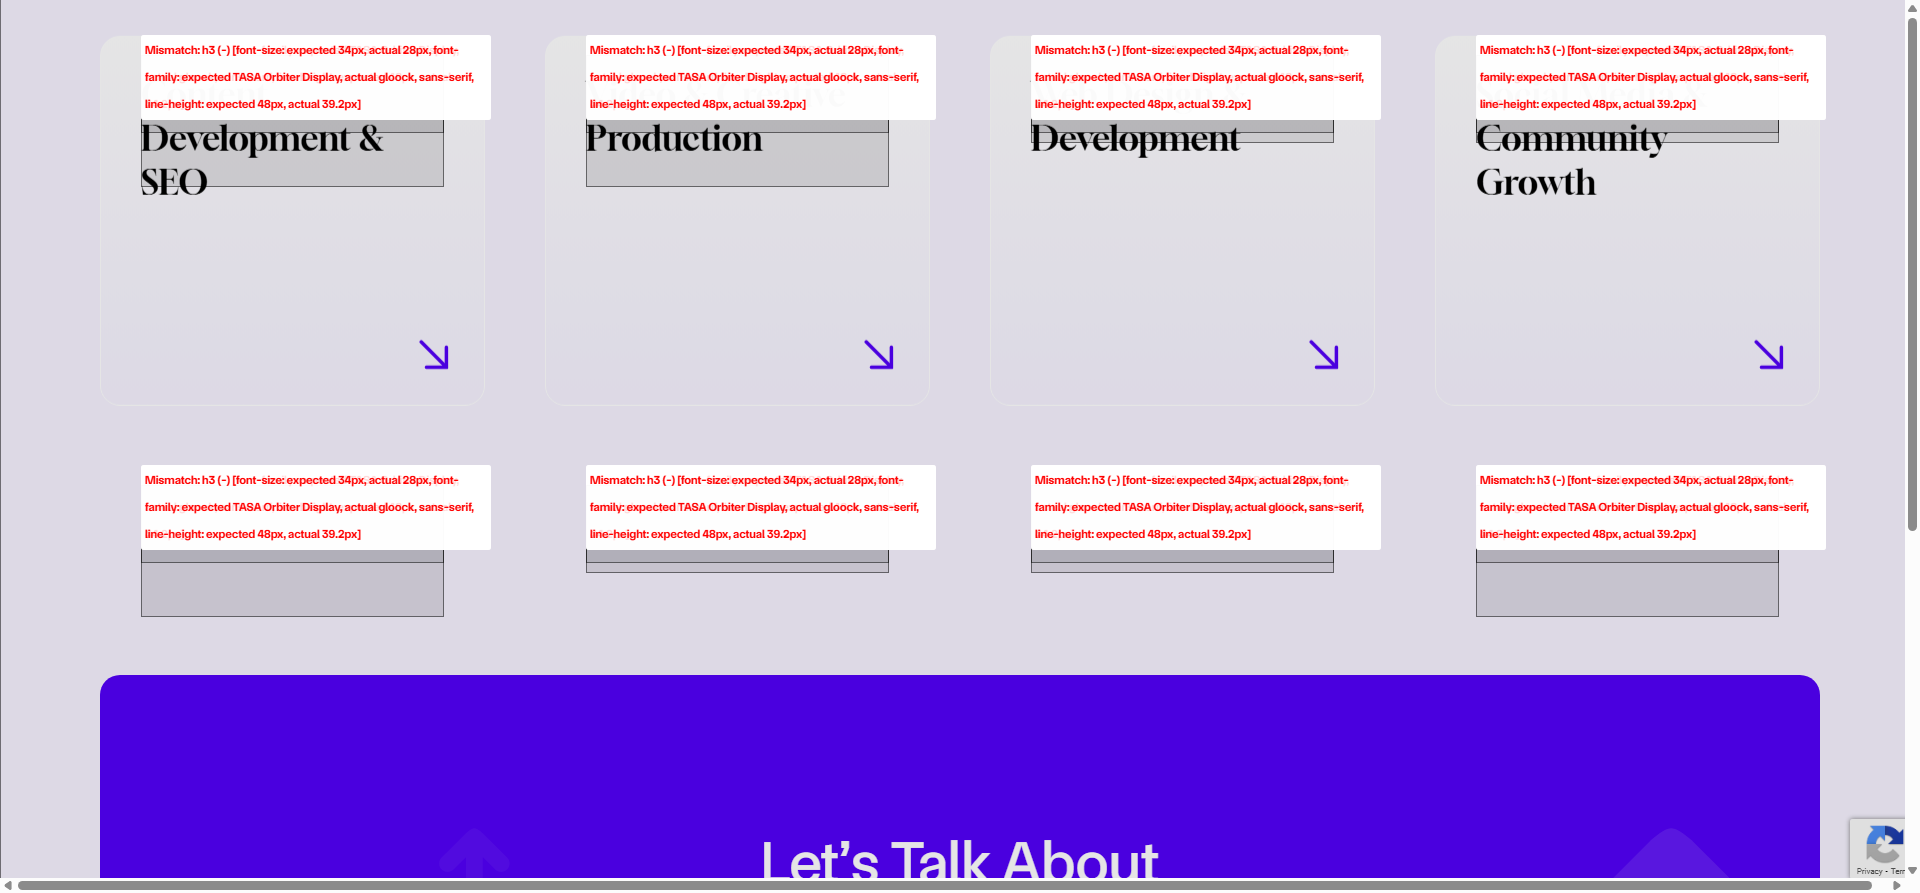 Mismatch: h3 (-) [font-size: expected 34px, actual 28px, font-
family: expected TASA Orbiter Display, actual gloock, sans-serif,
line-height: expected 48px, actual 39.2px]
Development &
SEO
Mismatch: h3 (-) [font-size: expected 34px, actual 28px, font-
family: expected TASA Orbiter Display, actual gloock, sans-serif,
line-height: expected 48px, actual 39.2px]
Production
Mismatch: h3 (-) [font-size: expected 34px, actual 28px, font-
family: expected TASA Orbiter Display, actual gloock, sans-serif,
line-height: expected 48px, actual 39.2px]
Development
Mismatch: h3 (-) [font-size: expected 34px, actual 28px, font-
family: expected TASA Orbiter Display, actual gloock, sans-serif,
line-height: expected 48px, actual 39.2px]
Community
Growth
Mismatch: h3 (-) [font-size: expected 34px, actual 28px, font-
family: expected TASA Orbiter Display, actual gloock, sans-serif,
line-height: expected 48px, actual 39.2px]
Mismatch: h3 (-) [font-size: expected 34px, actual 28px, font-
family: expected TASA Orbiter Display, actual gloock, sans-serif,
line-height: expected 48px, actual 39.2px]
Mismatch: h3 (-) [font-size: expected 34px, actual 28px, font-
family: expected TASA Orbiter Display, actual gloock, sans-serif,
line-height: expected 48px, actual 39.2px]
Mismatch: h3 (-) [font-size: expected 34px, actual 28px, font-
family: expected TASA Orbiter Display, actual gloock, sans-serif,
line-height: expected 48px, actual 39.2px]
Let's Talk About
Privacy - Terr